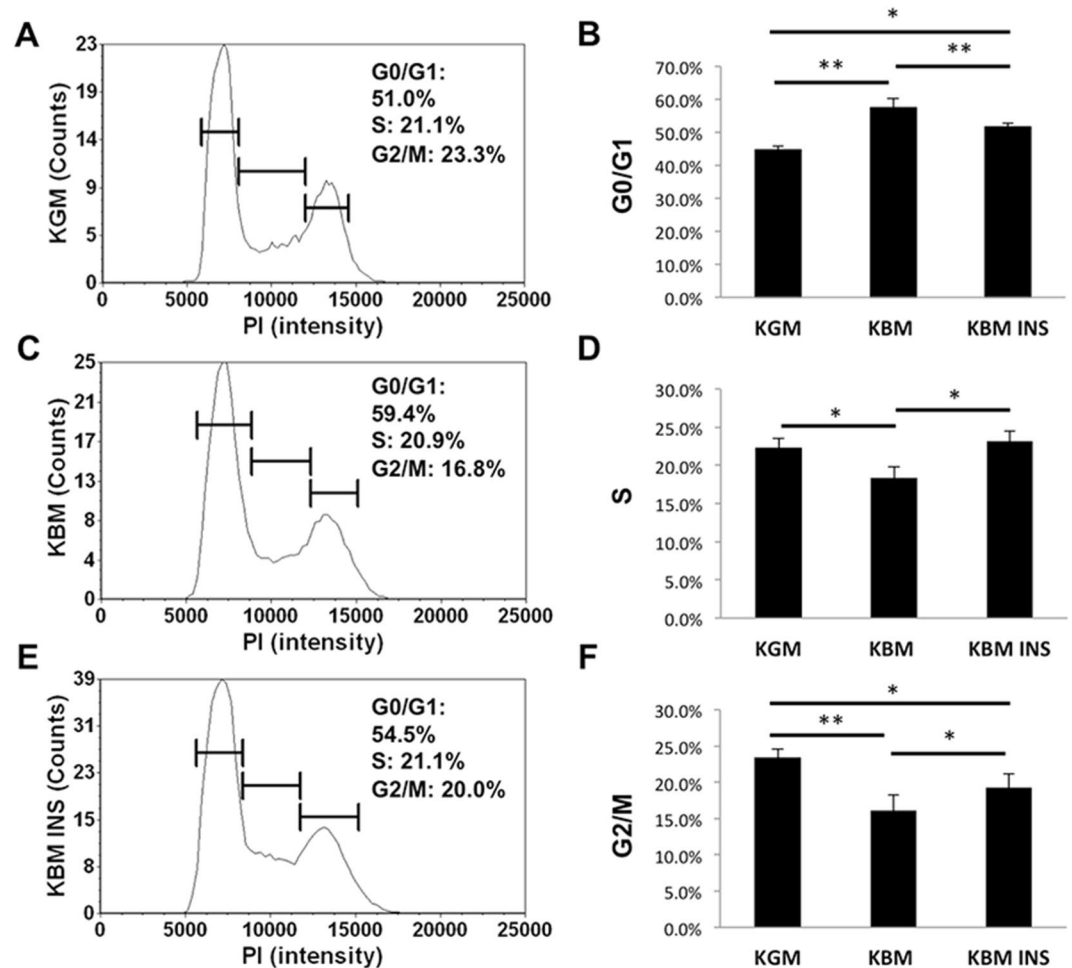 A
KGM (Counts)
23
19
14
9
5
0
G0/G1:
51.0%
S: 21.1%
G2/M: 23.3%
0
5000
10000
15000
20000
25000
PI (intensity)
B
*
**
**
G0/G1
70.0%
60.0%
50.0%
40.0%
30.0%
20.0%
10.0%
0.0%
KGM
KBM
KBM INS
C
KBM (Counts)
25
21
17
13
8
4
0
G0/G1:
59.4%
S: 20.9%
G2/M: 16.8%
0
5000
10000
15000
20000
25000
PI (intensity)
D
*
*
S
30.0%
25.0%
20.0%
15.0%
10.0%
5.0%
0.0%
KGM
KBM
KBM INS
E
KBM INS (Counts)
39
31
23
15
8
0
G0/G1:
54.5%
S: 21.1%
G2/M: 20.0%
0
5000
10000
15000
20000
25000
PI (intensity)
F
*
**
*
G2/M
30.0%
25.0%
20.0%
15.0%
10.0%
5.0%
0.0%
KGM
KBM
KBM INS